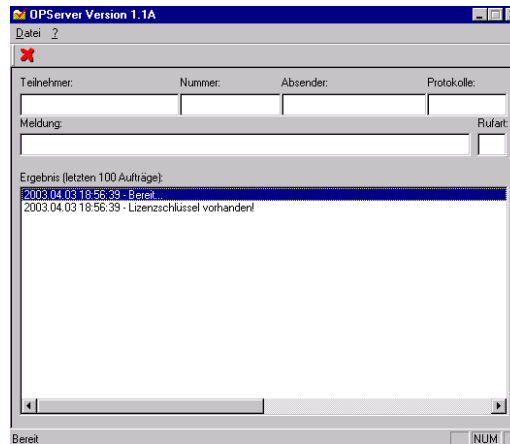 OPServer Version 1.1A
Datei ?
Teilnehmer: Nummer: Absender: Protokolle:
Meldung: Rufart:
Ergebnis (letzten 100 Aufträge):
2003.04.03 18:56:39 - Bereit...
2003.04.03 18:56:39 - Lizenzschlüssel vorhanden!
Bereit NUM